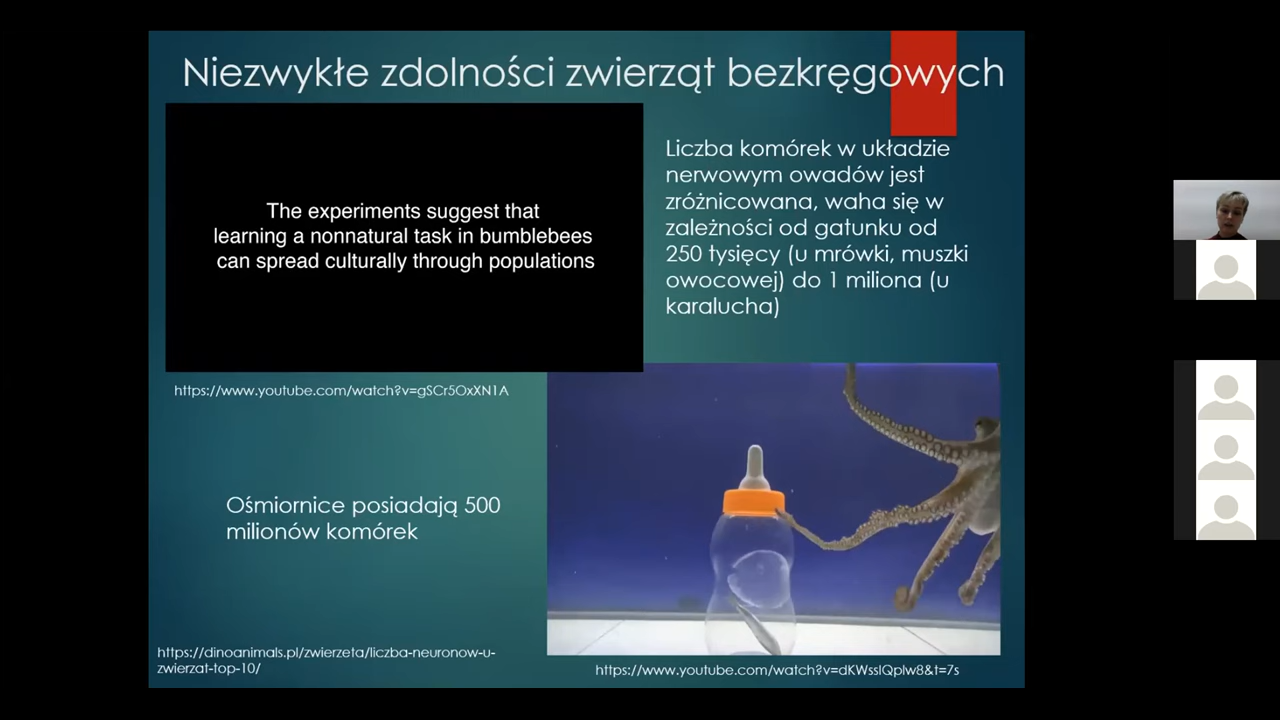 Niezwykłe zdolności zwierząt bezkręgowych
The experiments suggest that
learning a nonnatural task in bumblebees
can spread culturally through populations
Liczba komórek w układzie
nerwowym owadów jest
zróżnicowana, waha się w
zależności od gatunku od
250 tysięcy (u mrówki, muszki
owocowej) do 1 miliona (u
karalucha)
https://www.youtube.com/watch?v=gSCr5OxXN1A
Ośmiornice posiadają 500
milionów komórek
https://dinoanimals.pl/zwierzeta/liczba-neuronow-u-
zwierzat-top-10/
https://www.youtube.com/watch?v=dKWssIQplw8&t=7s